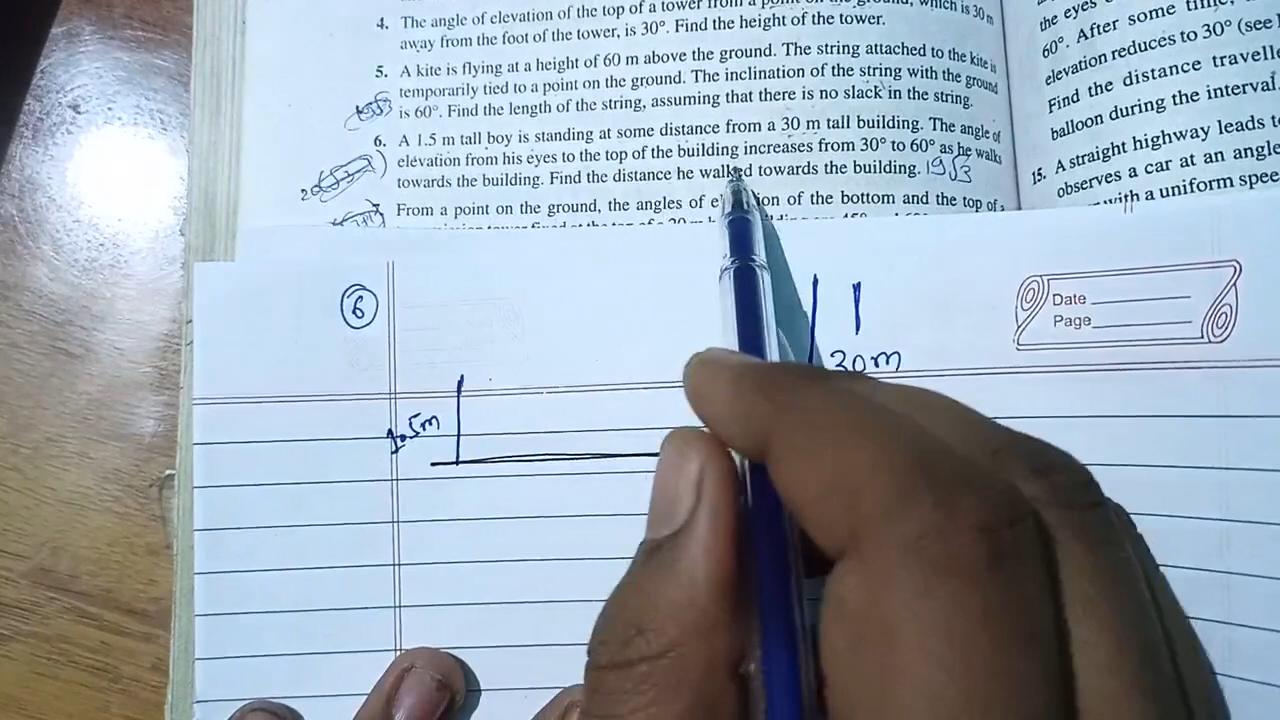 4. The angle of elevation of the top of a tower from a point on the ground, which is 30 m
away from the foot of the tower, is 30°. Find the height of the tower.
5. A kite is flying at a height of 60 m above the ground. The string attached to the kite is
temporarily tied to a point on the ground. The inclination of the string with the ground
is 60°. Find the length of the string, assuming that there is no slack in the string.
6. A 1.5 m tall boy is standing at some distance from a 30 m tall building. The angle of
elevation from his eyes to the top of the building increases from 30° to 60° as he walks
towards the building. Find the distance he walked towards the building. 19√3
From a point on the ground, the angles of of the bottom and the top of
the eyes
60°. After some time,
elevation reduces to 30° (see
Find the distance travell
balloon during the interval.
15. A straight highway leads to
observes a car at an angle
with a uniform spee
6
30m
1.5m
Date
Page